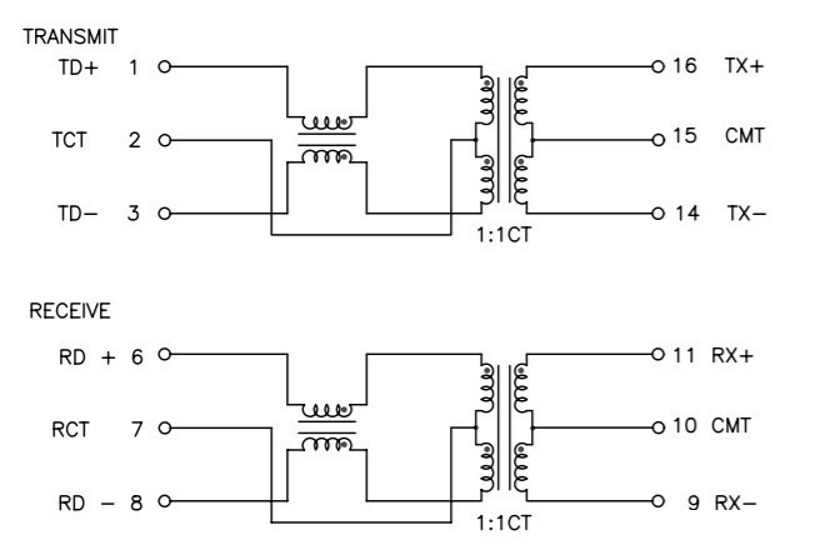 TRANSMIT
TD+ 1 16 TX+
TCT 2 15 CMT
TD− 3 14 TX−
1:1CT
RECEIVE
RD + 6 11 RX+
RCT 7 10 CMT
RD − 8 9 RX−
1:1CT